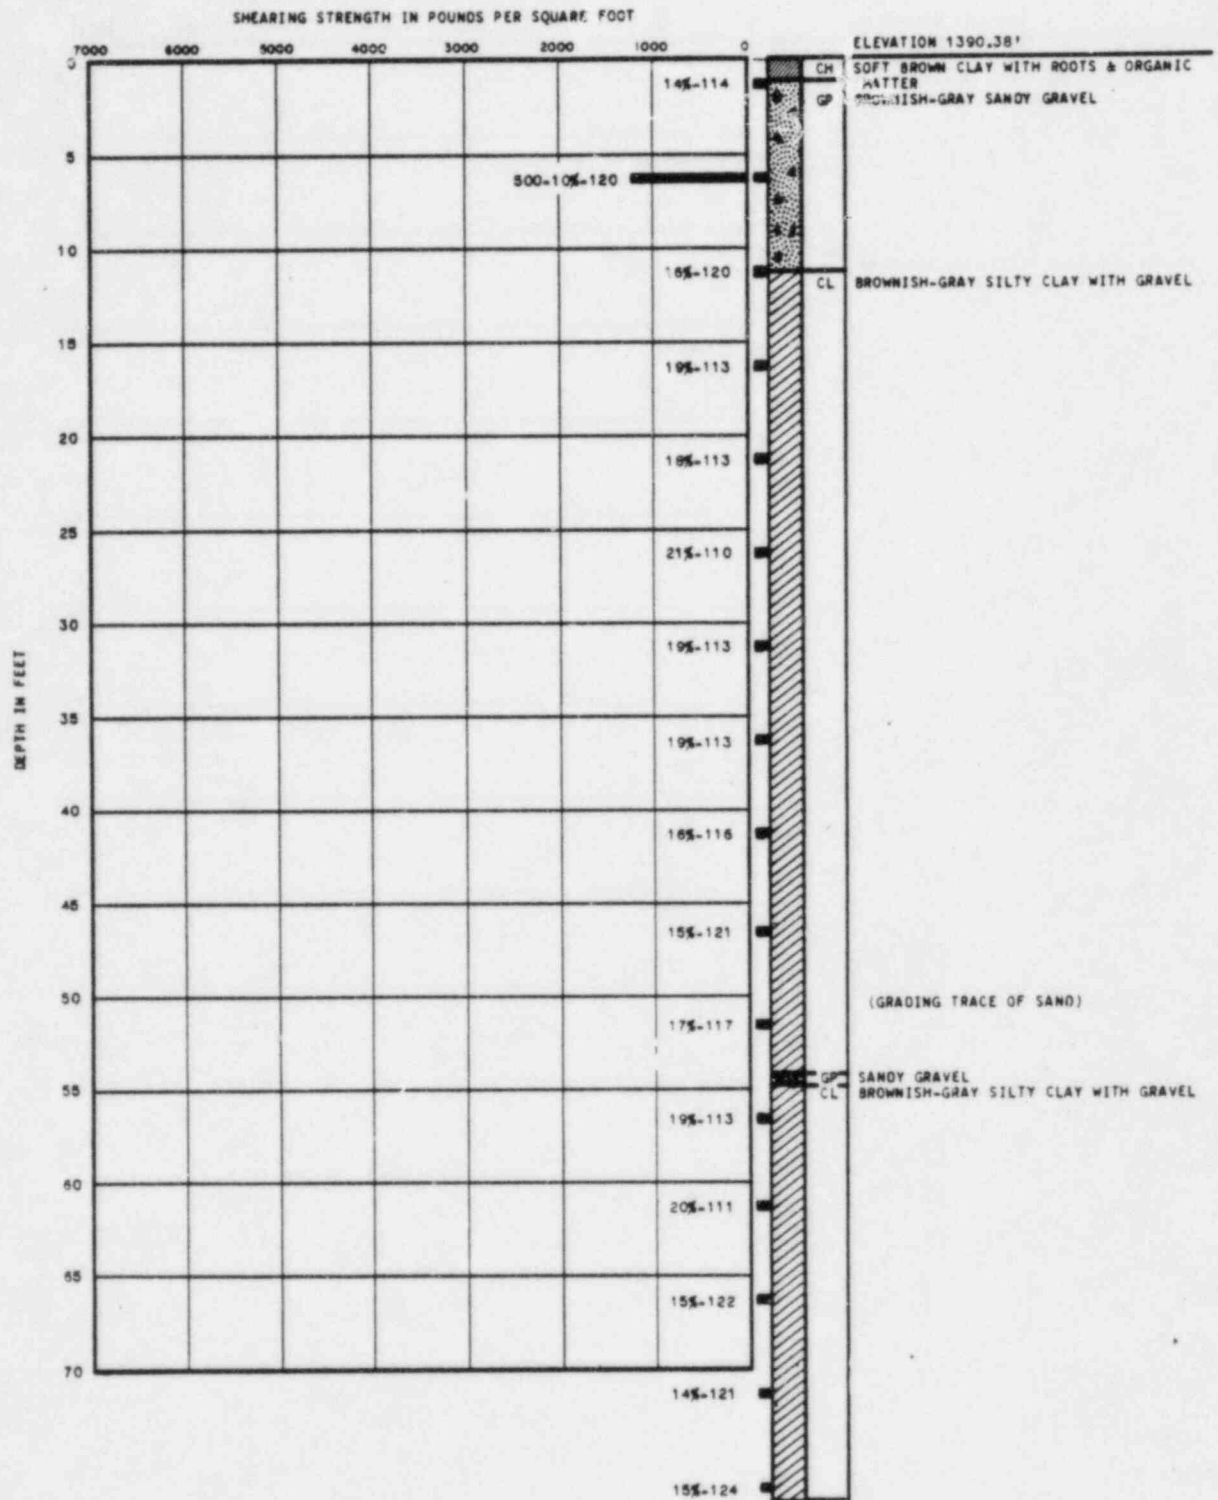 SHEARING STRENGTH IN POUNDS PER SQUARE FOOT
7000 6000 5000 4000 3000 2000 1000 0
ELEVATION 1390.38'
0
CH SOFT BROWN CLAY WITH ROOTS & ORGANIC
MATTER
14%-114
GP BROWNISH-GRAY SANDY GRAVEL
5
500-10%-120
10
16%-120
CL BROWNISH-GRAY SILTY CLAY WITH GRAVEL
15
19%-113
20
18%-113
25
21%-110
30
19%-113
DEPTH IN FEET
35
19%-113
40
16%-116
45
15%-121
50
(GRADING TRACE OF SAND)
17%-117
GP SANDY GRAVEL
55
CL BROWNISH-GRAY SILTY CLAY WITH GRAVEL
19%-113
60
20%-111
65
15%-122
70
14%-121
15%-124